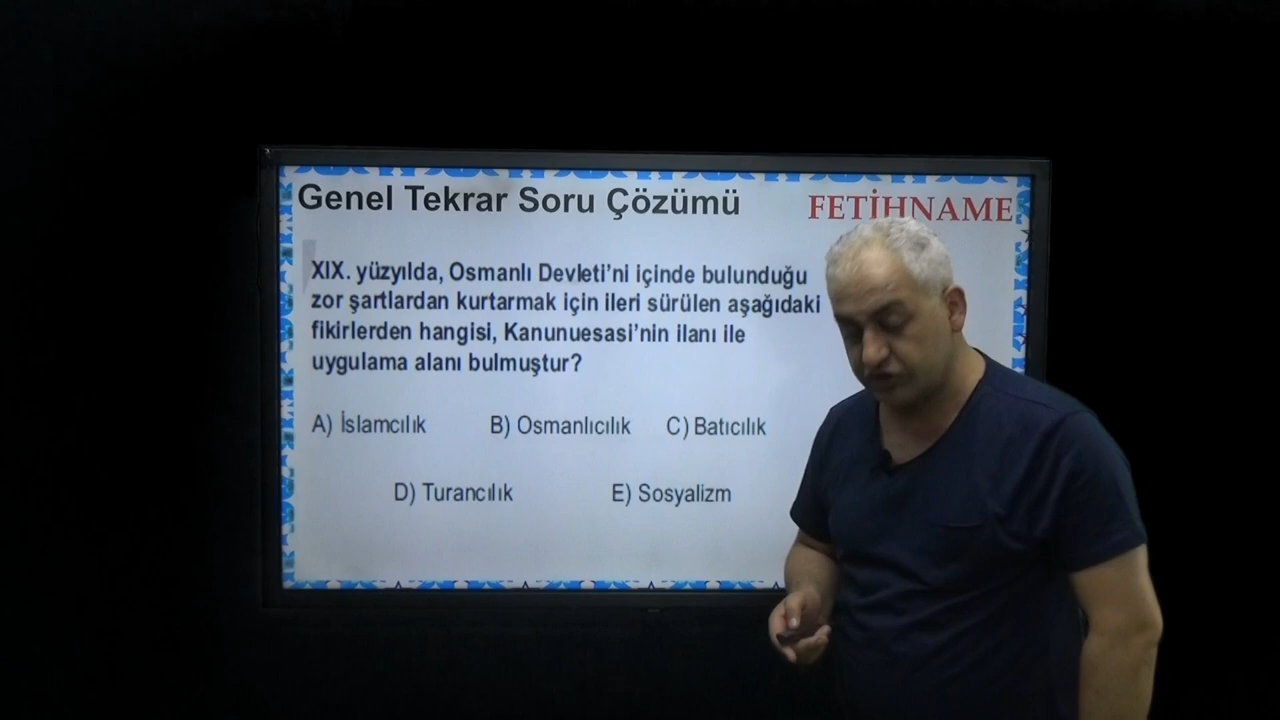 Genel Tekrar Soru Çözümü
FETİHNAME
XIX. yüzyılda, Osmanlı Devleti'ni içinde bulunduğu
zor şartlardan kurtarmak için ileri sürülen aşağıdaki
fikirlerden hangisi, Kanunuesasi'nin ilanı ile
uygulama alanı bulmuştur?
A) İslamcılık B) Osmanlıcılık C) Batıcılık
D) Turancılık E) Sosyalizm